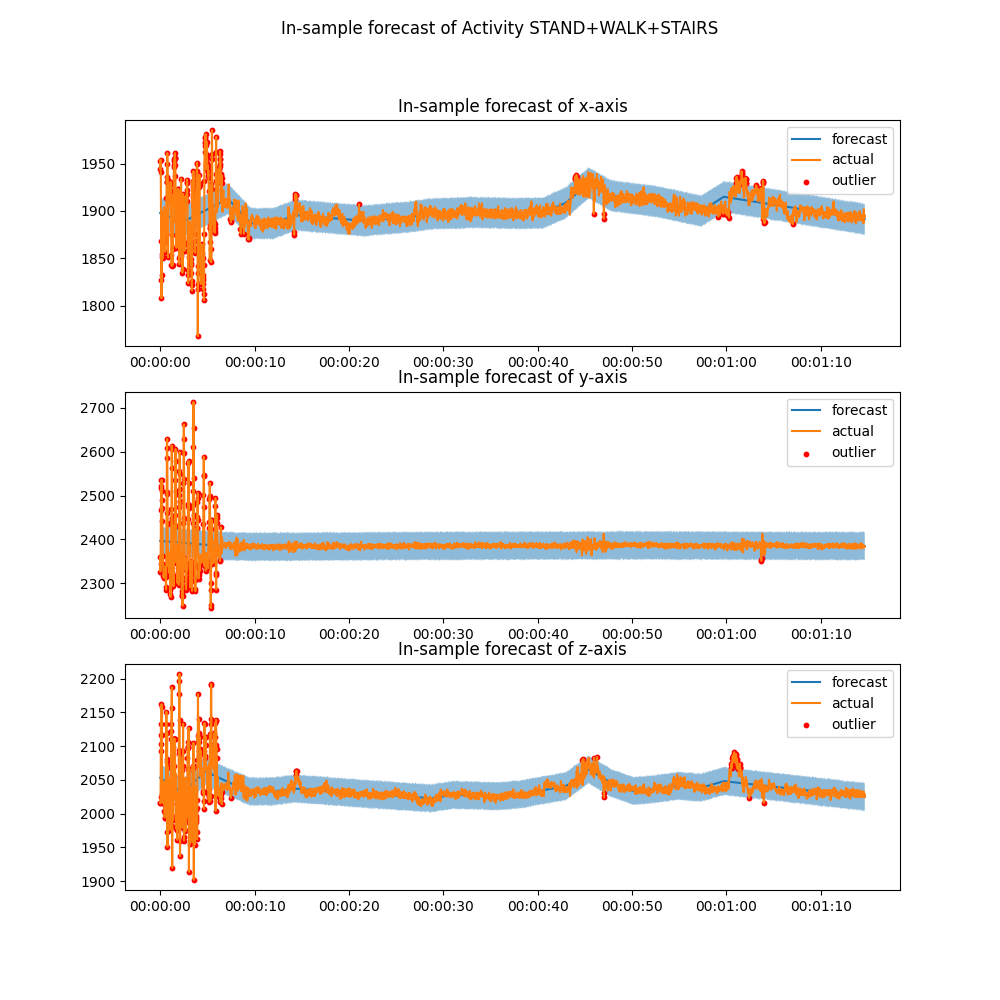 In-sample forecast of Activity STAND+WALK+STAIRS
In-sample forecast of x-axis
forecast
actual
outlier
1950
1900
1850
1800
00:00:00 00:00:10 00:00:20 00:00:30 00:00:40 00:00:50 00:01:00 00:01:10
In-sample forecast of y-axis
forecast
actual
outlier
2700
2600
2500
2400
2300
00:00:00 00:00:10 00:00:20 00:00:30 00:00:40 00:00:50 00:01:00 00:01:10
In-sample forecast of z-axis
forecast
actual
outlier
2200
2150
2100
2050
2000
1950
1900
00:00:00 00:00:10 00:00:20 00:00:30 00:00:40 00:00:50 00:01:00 00:01:10